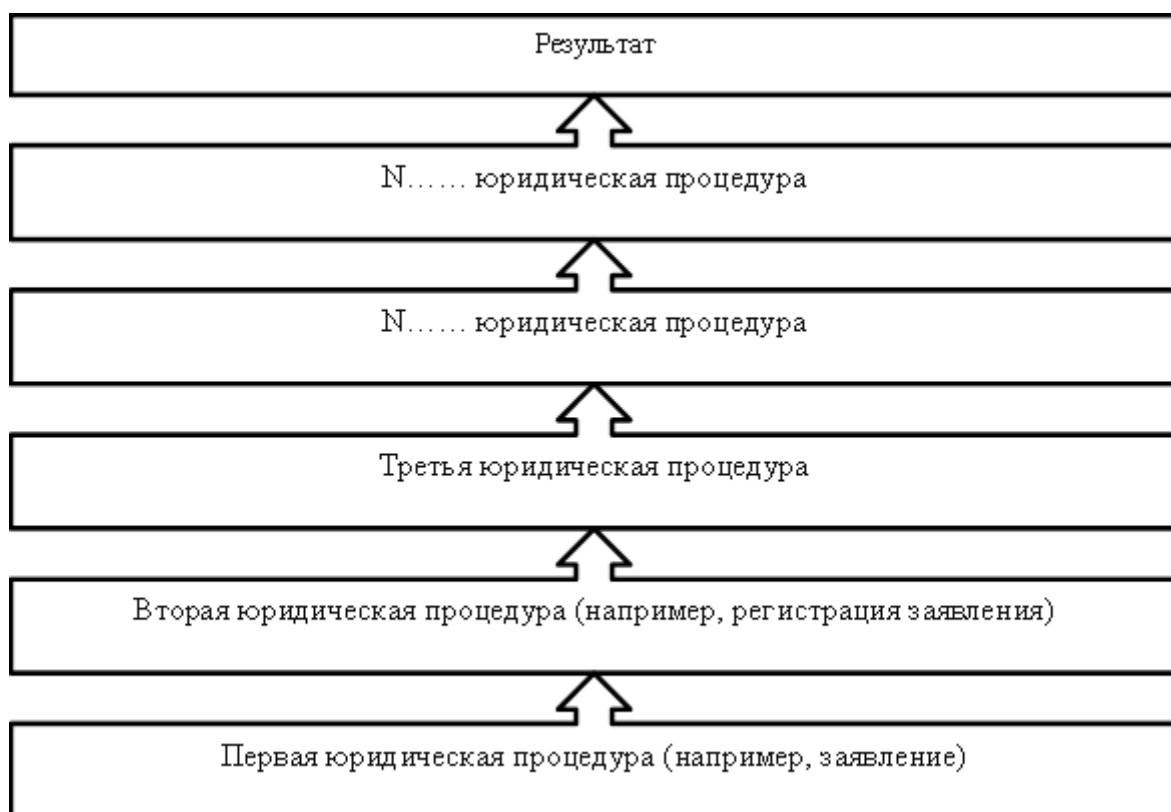 Результат
N...... юридическая процедура
N...... юридическая процедура
Третья юридическая процедура
Вторая юридическая процедура (например, регистрация заявления)
Первая юридическая процедура (например, заявление)